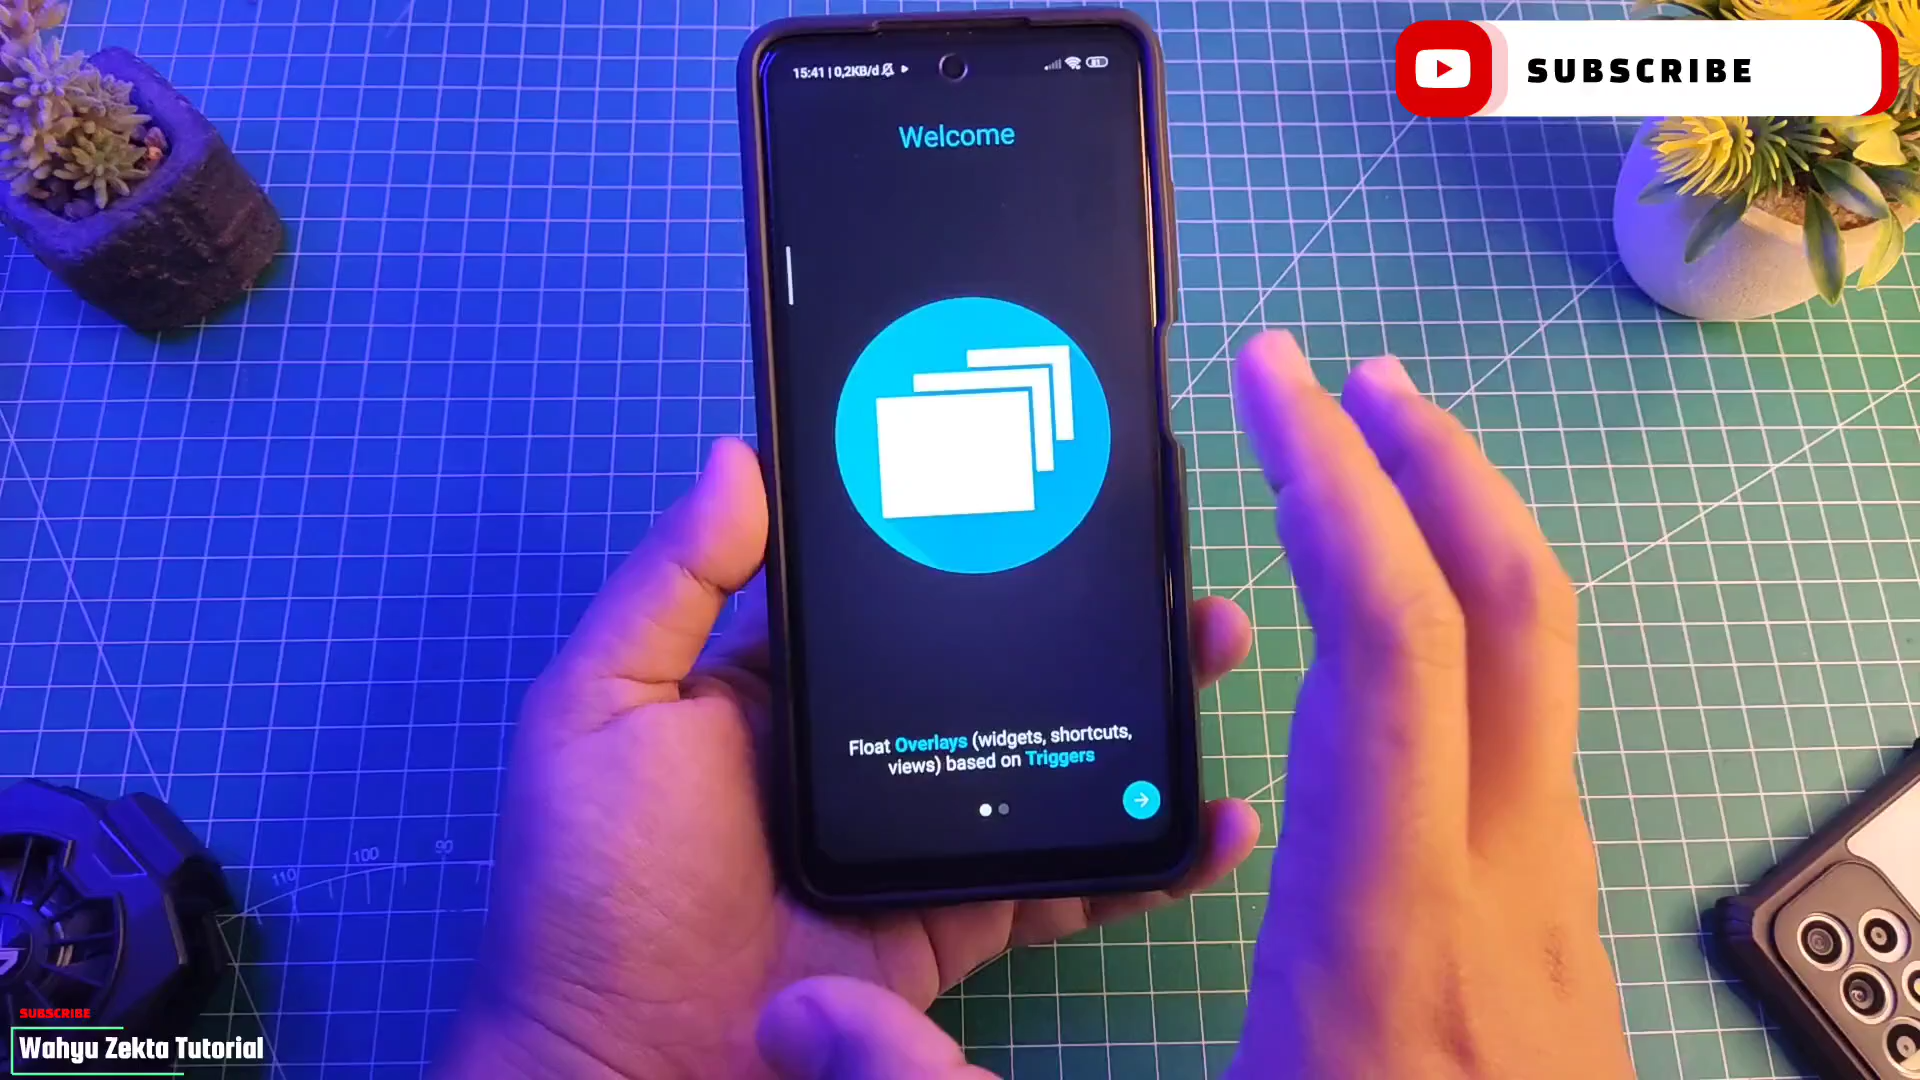 SUBSCRIBE
15:41 | 0,2KB/d
81
Welcome
Float Overlays (widgets, shortcuts,
views) based on Triggers
110
100
90
SUBSCRIBE
Wahyu Zekta Tutorial